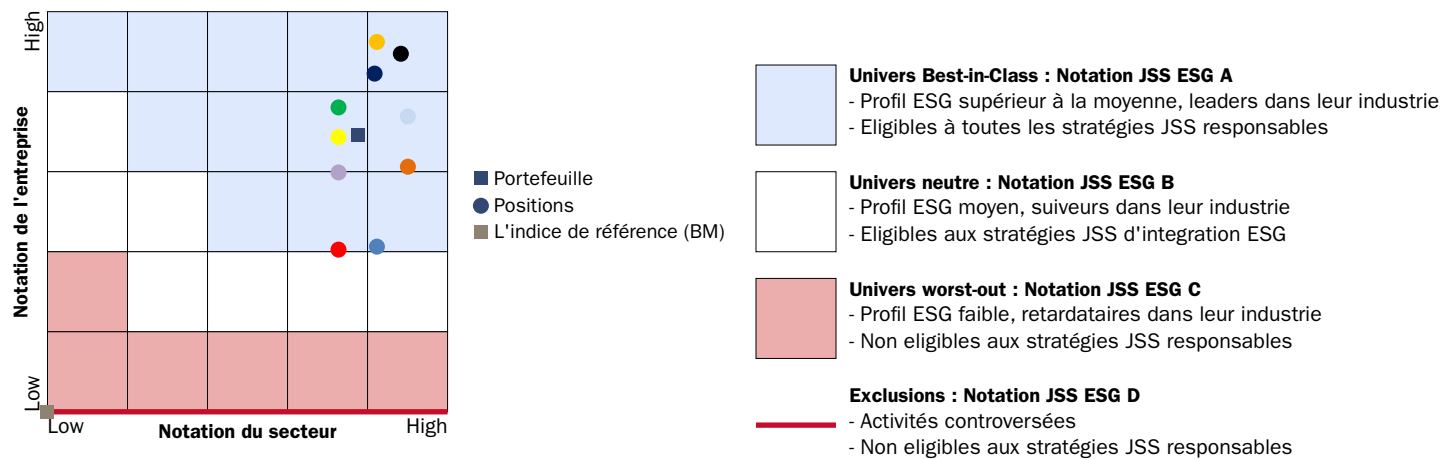 High
Notation de l'entreprise
Low
Low
Notation du secteur
High
Portefeuille
Positions
L'indice de référence (BM)
Univers Best-in-Class : Notation JSS ESG A
- Profil ESG supérieur à la moyenne, leaders dans leur industrie
- Eligibles à toutes les stratégies JSS responsables
Univers neutre : Notation JSS ESG B
- Profil ESG moyen, suiveurs dans leur industrie
- Eligibles aux stratégies JSS d'integration ESG
Univers worst-out : Notation JSS ESG C
- Profil ESG faible, retardataires dans leur industrie
- Non eligibles aux stratégies JSS responsables
Exclusions : Notation JSS ESG D
- Activités controversées
- Non eligibles aux stratégies JSS responsables